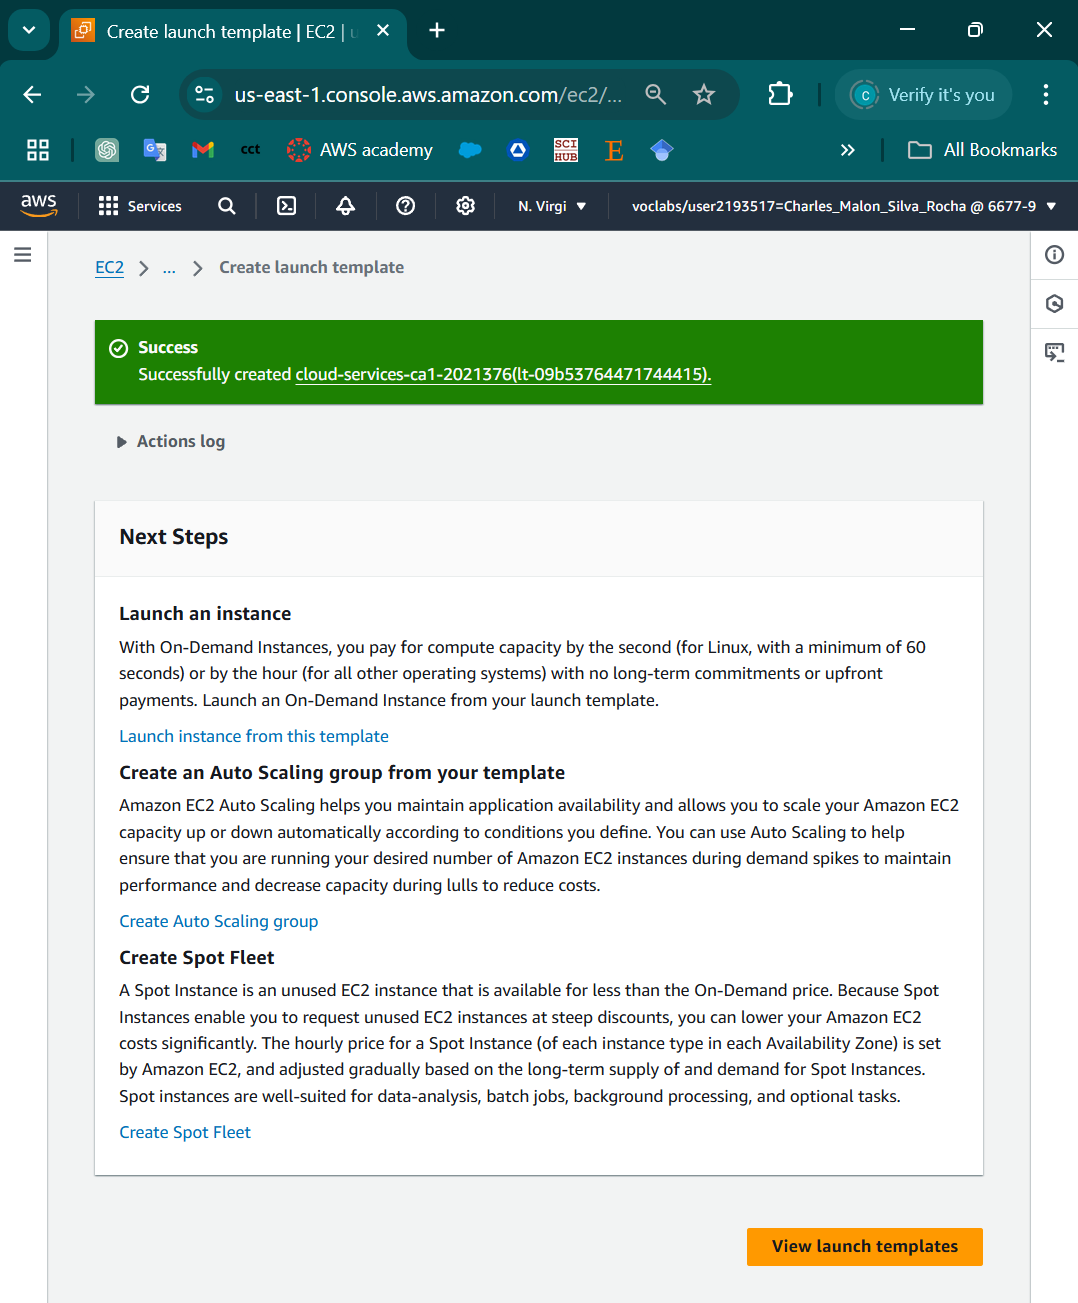 Create launch template | EC2 |
us-east-1.console.aws.amazon.com/ec2/...
C
Verify it's you
cct
AWS academy
SCI
HUB
E
All Bookmarks
aws
Services
N. Virgi
voclabs/user2193517=Charles_Malon_Silva_Rocha @ 6677-9
EC2
...
Create launch template
Success
Successfully created cloud-services-ca1-2021376(lt-09b53764471744415).
Actions log
Next Steps
Launch an instance
With On-Demand Instances, you pay for compute capacity by the second (for Linux, with a minimum of 60
seconds) or by the hour (for all other operating systems) with no long-term commitments or upfront
payments. Launch an On-Demand Instance from your launch template.
Launch instance from this template
Create an Auto Scaling group from your template
Amazon EC2 Auto Scaling helps you maintain application availability and allows you to scale your Amazon EC2
capacity up or down automatically according to conditions you define. You can use Auto Scaling to help
ensure that you are running your desired number of Amazon EC2 instances during demand spikes to maintain
performance and decrease capacity during lulls to reduce costs.
Create Auto Scaling group
Create Spot Fleet
A Spot Instance is an unused EC2 instance that is available for less than the On-Demand price. Because Spot
Instances enable you to request unused EC2 instances at steep discounts, you can lower your Amazon EC2
costs significantly. The hourly price for a Spot Instance (of each instance type in each Availability Zone) is set
by Amazon EC2, and adjusted gradually based on the long-term supply of and demand for Spot Instances.
Spot instances are well-suited for data-analysis, batch jobs, background processing, and optional tasks.
Create Spot Fleet
View launch templates